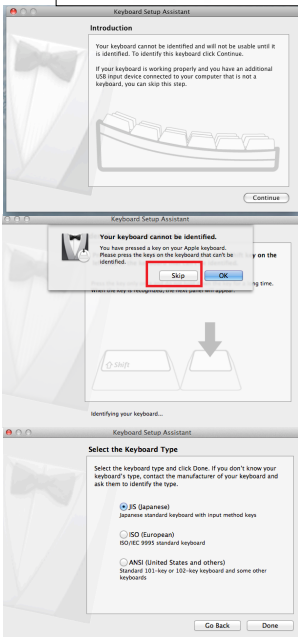 Keyboard Setup Assistant
Introduction
Your keyboard cannot be identified and will not be usable until it
is identified. To identify this keyboard click Continue.
If your keyboard is working properly and you have an additional
USB input device connected to your computer that is not a
keyboard, you can skip this step.
Continue
Keyboard Setup Assistant
Your keyboard cannot be identified.
You have pressed a key on your Apple keyboard.
Please press the keys on the keyboard that can't be
identified.
key on the
Skip
OK
ng time.
When the key is recognized, the next panel will appear.
Shift
Identifying your keyboard...
Keyboard Setup Assistant
Select the Keyboard Type
Select the keyboard type and click Done. If you don't know your
keyboard's type, contact the manufacturer of your keyboard and
ask them to identify the type.
JIS (Japanese)
Japanese standard keyboard with input method keys
ISO (European)
ISO/IEC 9995 standard keyboard
ANSI (United States and others)
Standard 101-key or 102-key keyboard and some other
keyboards
Go Back
Done